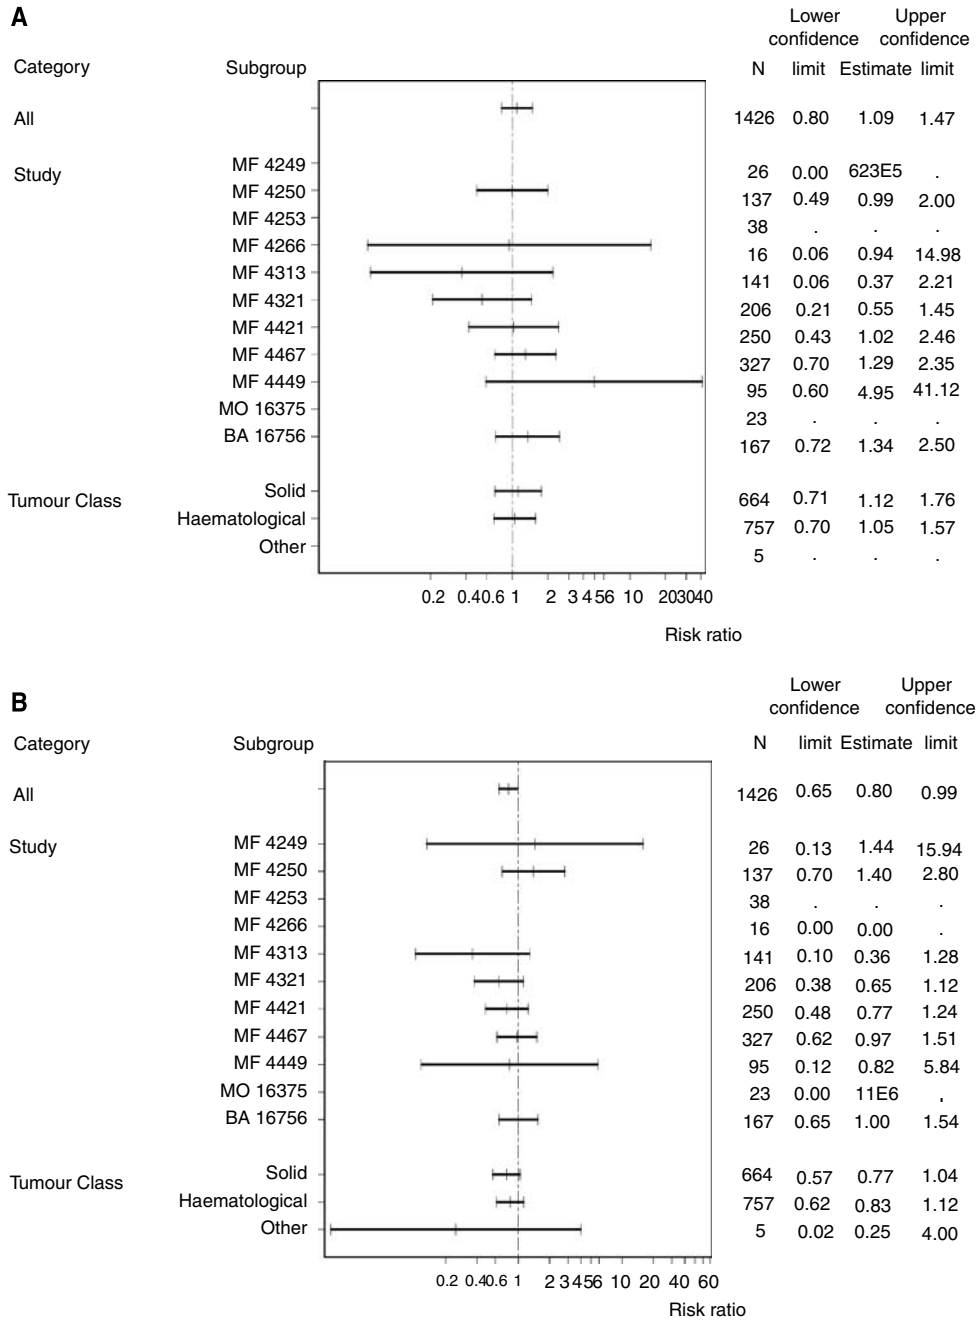 A
Lower Upper
confidence confidence
Category Subgroup N limit Estimate limit
All 1426 0.80 1.09 1.47
Study MF 4249 26 0.00 623E5 .
MF 4250 137 0.49 0.99 2.00
MF 4253 38 . . .
MF 4266 16 0.06 0.94 14.98
MF 4313 141 0.06 0.37 2.21
MF 4321 206 0.21 0.55 1.45
MF 4421 250 0.43 1.02 2.46
MF 4467 327 0.70 1.29 2.35
MF 4449 95 0.60 4.95 41.12
MO 16375 23 . . .
BA 16756 167 0.72 1.34 2.50
Tumour Class Solid 664 0.71 1.12 1.76
Haematological 757 0.70 1.05 1.57
Other 5 . . .
0.2 0.4 0.6 1 2 3 4 5 6 10 20 30 40
Risk ratio
B
Lower Upper
confidence confidence
Category Subgroup N limit Estimate limit
All 1426 0.65 0.80 0.99
Study MF 4249 26 0.13 1.44 15.94
MF 4250 137 0.70 1.40 2.80
MF 4253 38 . . .
MF 4266 16 0.00 0.00 .
MF 4313 141 0.10 0.36 1.28
MF 4321 206 0.38 0.65 1.12
MF 4421 250 0.48 0.77 1.24
MF 4467 327 0.62 0.97 1.51
MF 4449 95 0.12 0.82 5.84
MO 16375 23 0.00 11E6 .
BA 16756 167 0.65 1.00 1.54
Tumour Class Solid 664 0.57 0.77 1.04
Haematological 757 0.62 0.83 1.12
Other 5 0.02 0.25 4.00
0.2 0.4 0.6 1 2 3 4 5 6 10 20 40 60
Risk ratio